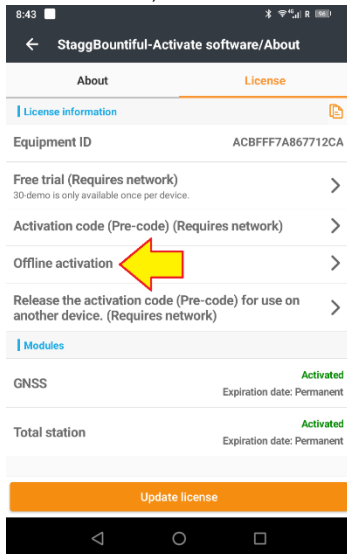 8:43
4G R 96
StaggBountiful-Activate software/About
About License
License information
Equipment ID ACBFFF7A867712CA
Free trial (Requires network)
30-demo is only available once per device.
Activation code (Pre-code) (Requires network)
Offline activation
Release the activation code (Pre-code) for use on
another device. (Requires network)
Modules
GNSS Activated
Expiration date: Permanent
Total station Activated
Expiration date: Permanent
Update license